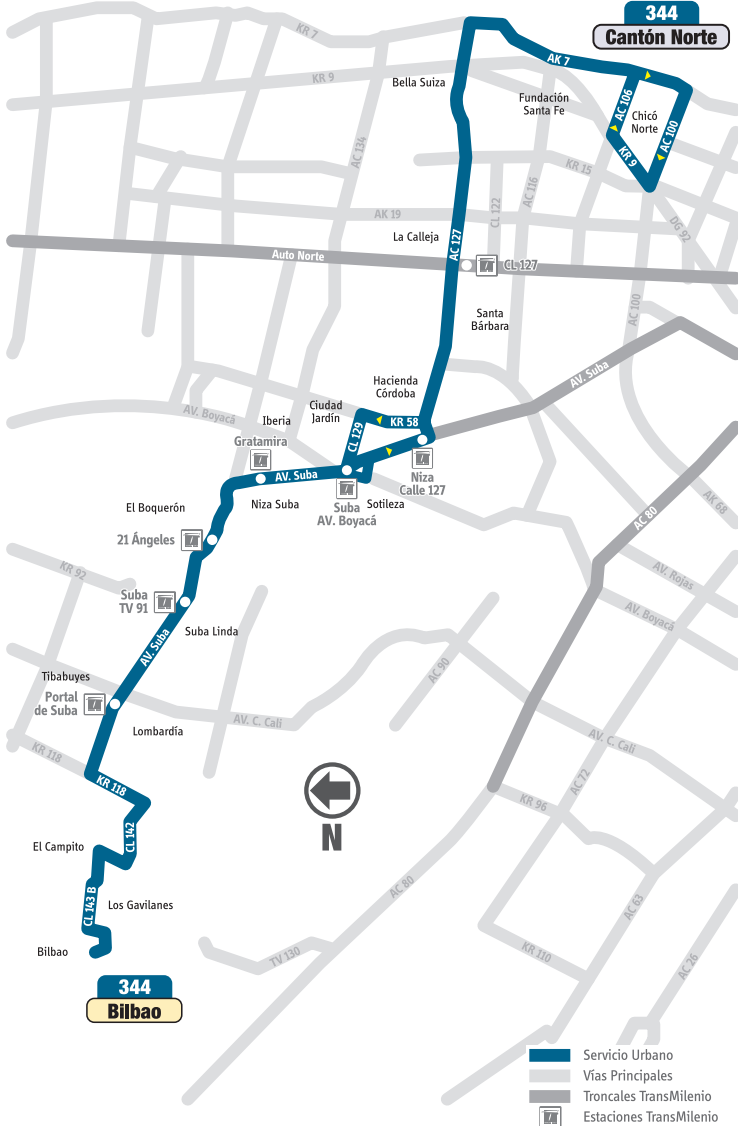 344
Cantón Norte
KR 7
AK 7
KR 9
Bella Suiza
Fundación
Santa Fe
AC 106
Chicó
Norte
AC 100
KR 9
AC 134
KR 15
AC 116
CL 122
AK 19
DG 92
La Calleja
AC 127
Auto Norte
CL 127
AC 100
Santa
Bárbara
AV. Suba
Hacienda
Córdoba
Ciudad
Jardín
KR 58
AV. Boyacá
Iberia
CL 129
Gratamira
AV. Suba
Niza
Calle 127
Niza Suba
Suba
AV. Boyacá
Sotileza
AK 68
El Boquerón
AC 80
21 Ángeles
KR 92
AV. Rojas
Suba
TV 91
AV. Boyacá
Suba Linda
AV. Suba
AC 90
Tibabuyes
Portal
de Suba
AV. C. Cali
Lombardía
AV. C. Cali
KR 118
KR 118
AC 72
KR 96
N
CL 142
El Campito
CL 143 B
Los Gavilanes
AC 80
AC 63
Bilbao
TV 130
KR 110
AC 26
344
Bilbao
Servicio Urbano
Vías Principales
Troncales TransMilenio
Estaciones TransMilenio